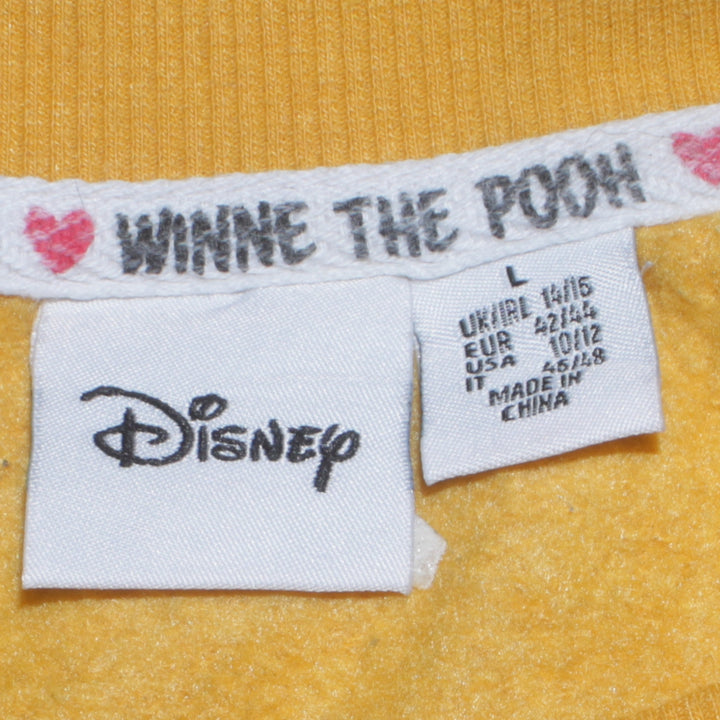 WINNE THE POOH
DISNEY
L
UK/IRL 14/16
EUR 42/44
USA 10/12
IT 46/48
MADE IN
CHINA